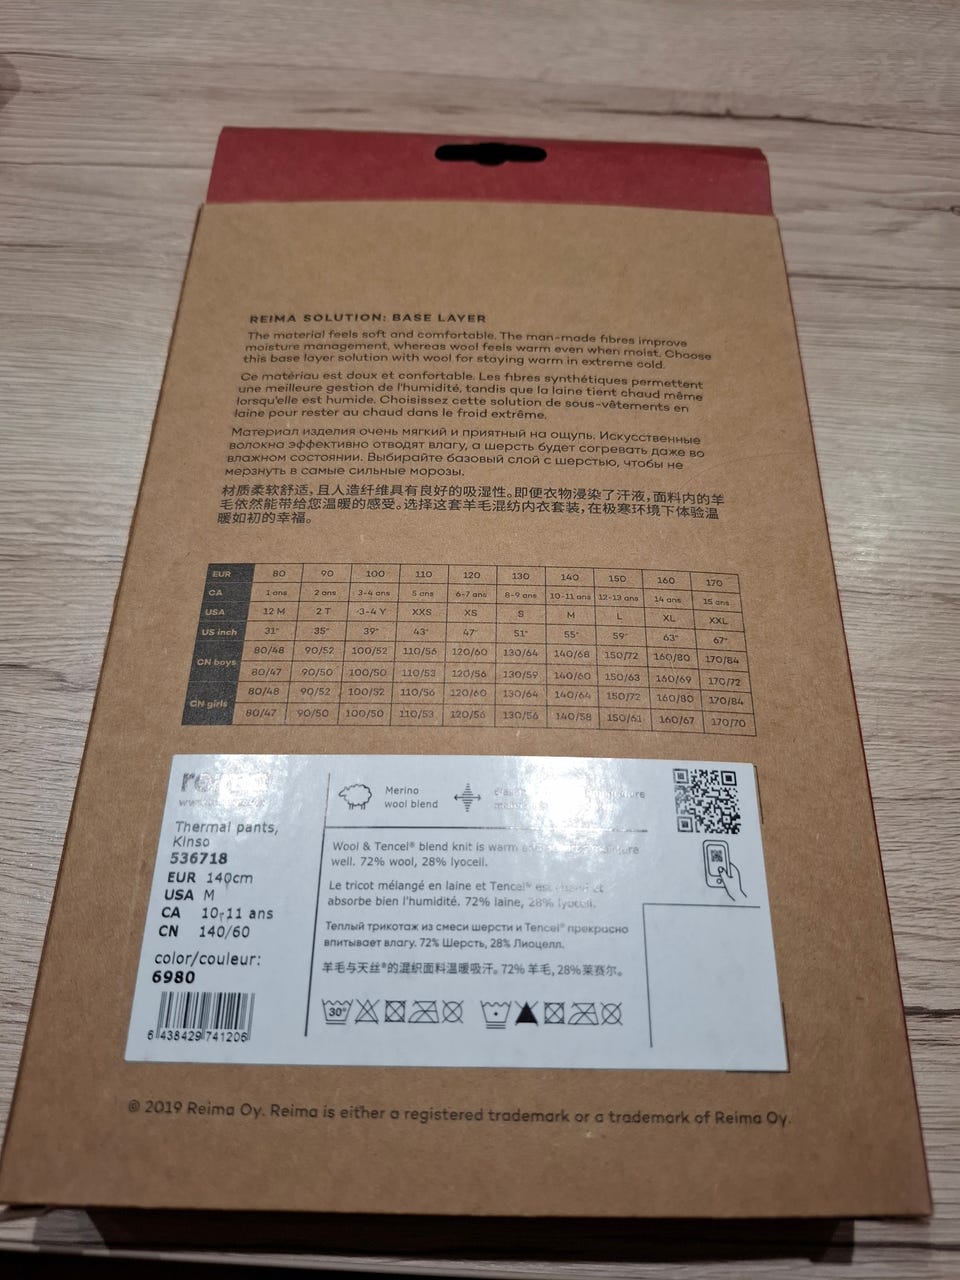 REIMA SOLUTION: BASE LAYER
The material feels soft and comfortable. The man-made fibres improve
moisture management, whereas wool feels warm even when moist. Choose
this base layer solution with wool for staying warm in extreme cold.
Ce matériau est doux et confortable. Les fibres synthétiques permettent
une meilleure gestion de l'humidité, tandis que la laine tient chaud même
lorsqu'elle est humide. Choisissez cette solution de sous-vêtements en
laine pour rester au chaud dans le froid extrême.
Материал изделия очень мягкий и приятный на ощупь. Искусственные
волокна эффективно отводят влагу, а шерсть будет согревать даже во
влажном состоянии. Выбирайте базовый слой с шерстью, чтобы не
мерзнуть в самые сильные морозы.
材质柔软舒适，且人造纤维具有良好的吸湿性。即便衣物浸染了汗液，面料内的羊
毛依然能带给您温暖的感受。选择这套羊毛混纺内衣套装，在极寒环境下体验温
暖如初的幸福。
EUR 80 90 100 110 120 130 140 150 160 170
CA 1 ans 2 ans 3-4 ans 5 ans 6-7 ans 8-9 ans 10-11 ans 12-13 ans 14 ans 15 ans
USA 12 M 2 T 3-4 Y XXS XS S M L XL XXL
US inch 31" 35" 39" 43" 47" 51" 55" 59" 63" 67"
CN boys 80/48 90/52 100/52 110/56 120/60 130/64 140/68 150/72 160/80 170/84
80/47 90/50 100/50 110/53 120/56 130/59 140/60 150/63 160/69 170/72
CN girls 80/48 90/52 100/52 110/56 120/60 130/64 140/64 150/72 160/80 170/84
80/47 90/50 100/50 110/53 120/56 130/56 140/58 150/61 160/67 170/70
Thermal pants,
Kinso
536718
EUR 140cm
USA M
CA 10-11 ans
CN 140/60
color/couleur:
6980
6 438429 741206
Merino
wool blend
Wool & Tencel® blend knit is warm and moisture
well. 72% wool, 28% lyocell.
Le tricot mélangé en laine et Tencel® est et
absorbe bien l'humidité. 72% laine, 28% lyocell.
Теплый трикотаж из смеси шерсти и Tencel® прекрасно
впитывает влагу. 72% Шерсть, 28% Лиоцелл.
羊毛与天丝®的混织面料温暖吸汗。72% 羊毛, 28% 莱赛尔。
30°
© 2019 Reima Oy. Reima is either a registered trademark or a trademark of Reima Oy.